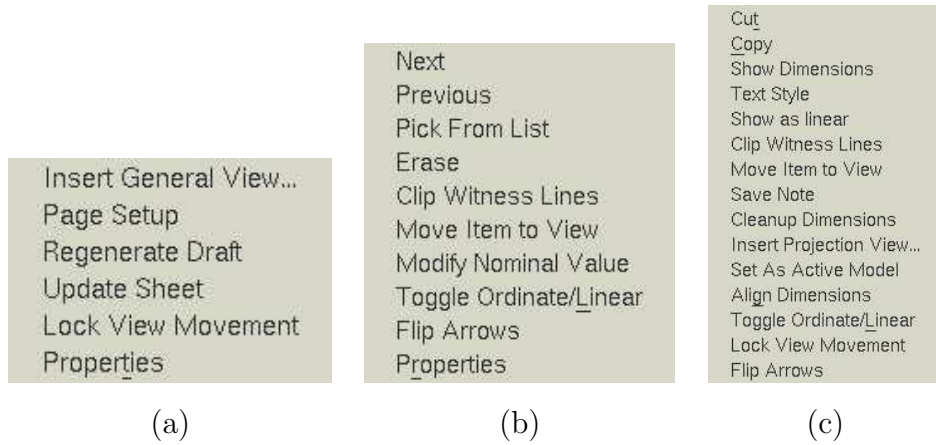 Insert General View...
Page Setup
Regenerate Draft
Update Sheet
Lock View Movement
Properties
(a)
Next
Previous
Pick From List
Erase
Clip Witness Lines
Move Item to View
Modify Nominal Value
Toggle Ordinate/Linear
Flip Arrows
Properties
(b)
Cut
Copy
Show Dimensions
Text Style
Show as linear
Clip Witness Lines
Move Item to View
Save Note
Cleanup Dimensions
Insert Projection View...
Set As Active Model
Align Dimensions
Toggle Ordinate/Linear
Lock View Movement
Flip Arrows
(c)